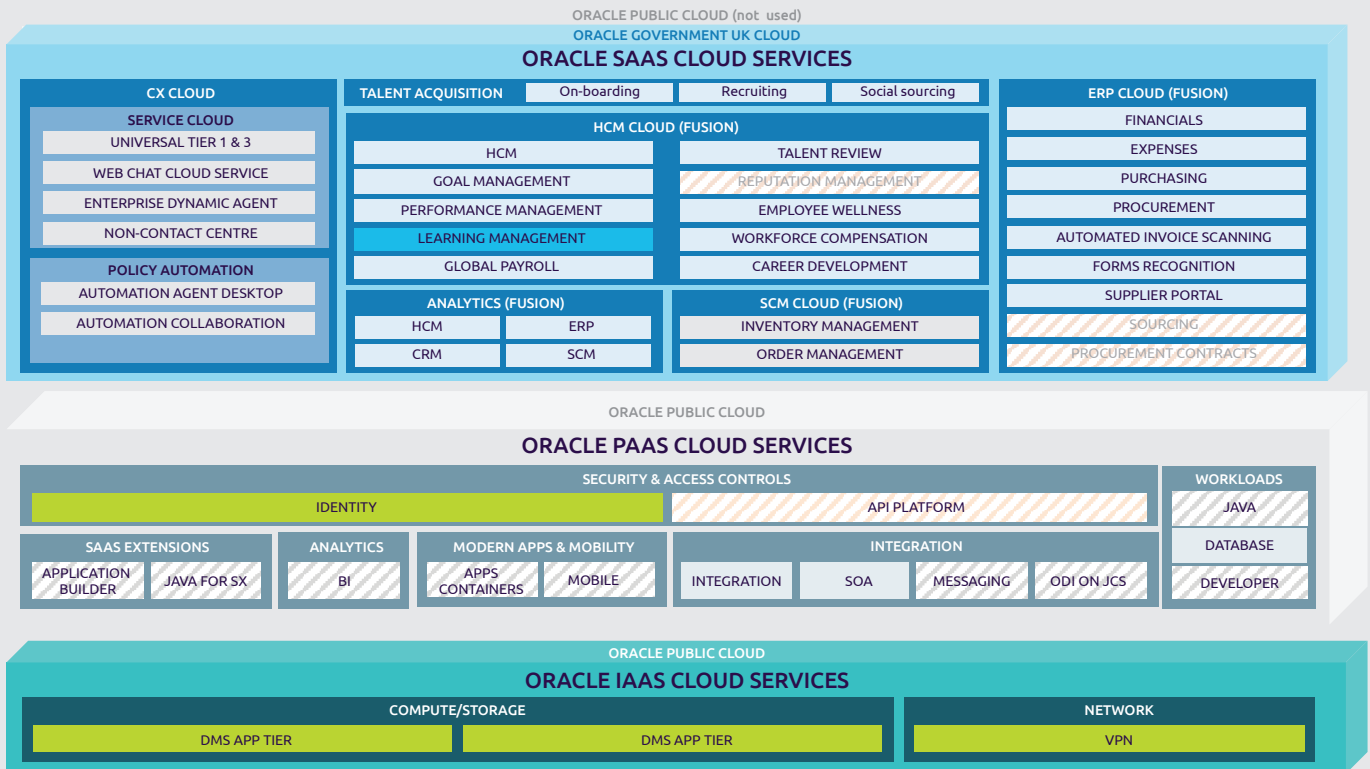 ORACLE PUBLIC CLOUD (not used)
ORACLE GOVERNMENT UK CLOUD
ORACLE SAAS CLOUD SERVICES
CX CLOUD
SERVICE CLOUD
UNIVERSAL TIER 1 & 3
WEB CHAT CLOUD SERVICE
ENTERPRISE DYNAMIC AGENT
NON-CONTACT CENTRE
POLICY AUTOMATION
AUTOMATION AGENT DESKTOP
AUTOMATION COLLABORATION
TALENT ACQUISITION
On-boarding
Recruiting
Social sourcing
HCM CLOUD (FUSION)
HCM
GOAL MANAGEMENT
PERFORMANCE MANAGEMENT
LEARNING MANAGEMENT
GLOBAL PAYROLL
TALENT REVIEW
REPUTATION MANAGEMENT
EMPLOYEE WELLNESS
WORKFORCE COMPENSATION
CAREER DEVELOPMENT
ANALYTICS (FUSION)
HCM
ERP
CRM
SCM
SCM CLOUD (FUSION)
INVENTORY MANAGEMENT
ORDER MANAGEMENT
ERP CLOUD (FUSION)
FINANCIALS
EXPENSES
PURCHASING
PROCUREMENT
AUTOMATED INVOICE SCANNING
FORMS RECOGNITION
SUPPLIER PORTAL
SOURCING
PROCUREMENT CONTRACTS
ORACLE PUBLIC CLOUD
ORACLE PAAS CLOUD SERVICES
SECURITY & ACCESS CONTROLS
IDENTITY
API PLATFORM
WORKLOADS
JAVA
DATABASE
DEVELOPER
SAAS EXTENSIONS
APPLICATION
BUILDER
JAVA FOR SX
ANALYTICS
BI
MODERN APPS & MOBILITY
APPS
CONTAINERS
MOBILE
INTEGRATION
INTEGRATION
SOA
MESSAGING
ODI ON JCS
ORACLE PUBLIC CLOUD
ORACLE IAAS CLOUD SERVICES
COMPUTE/STORAGE
DMS APP TIER
DMS APP TIER
NETWORK
VPN